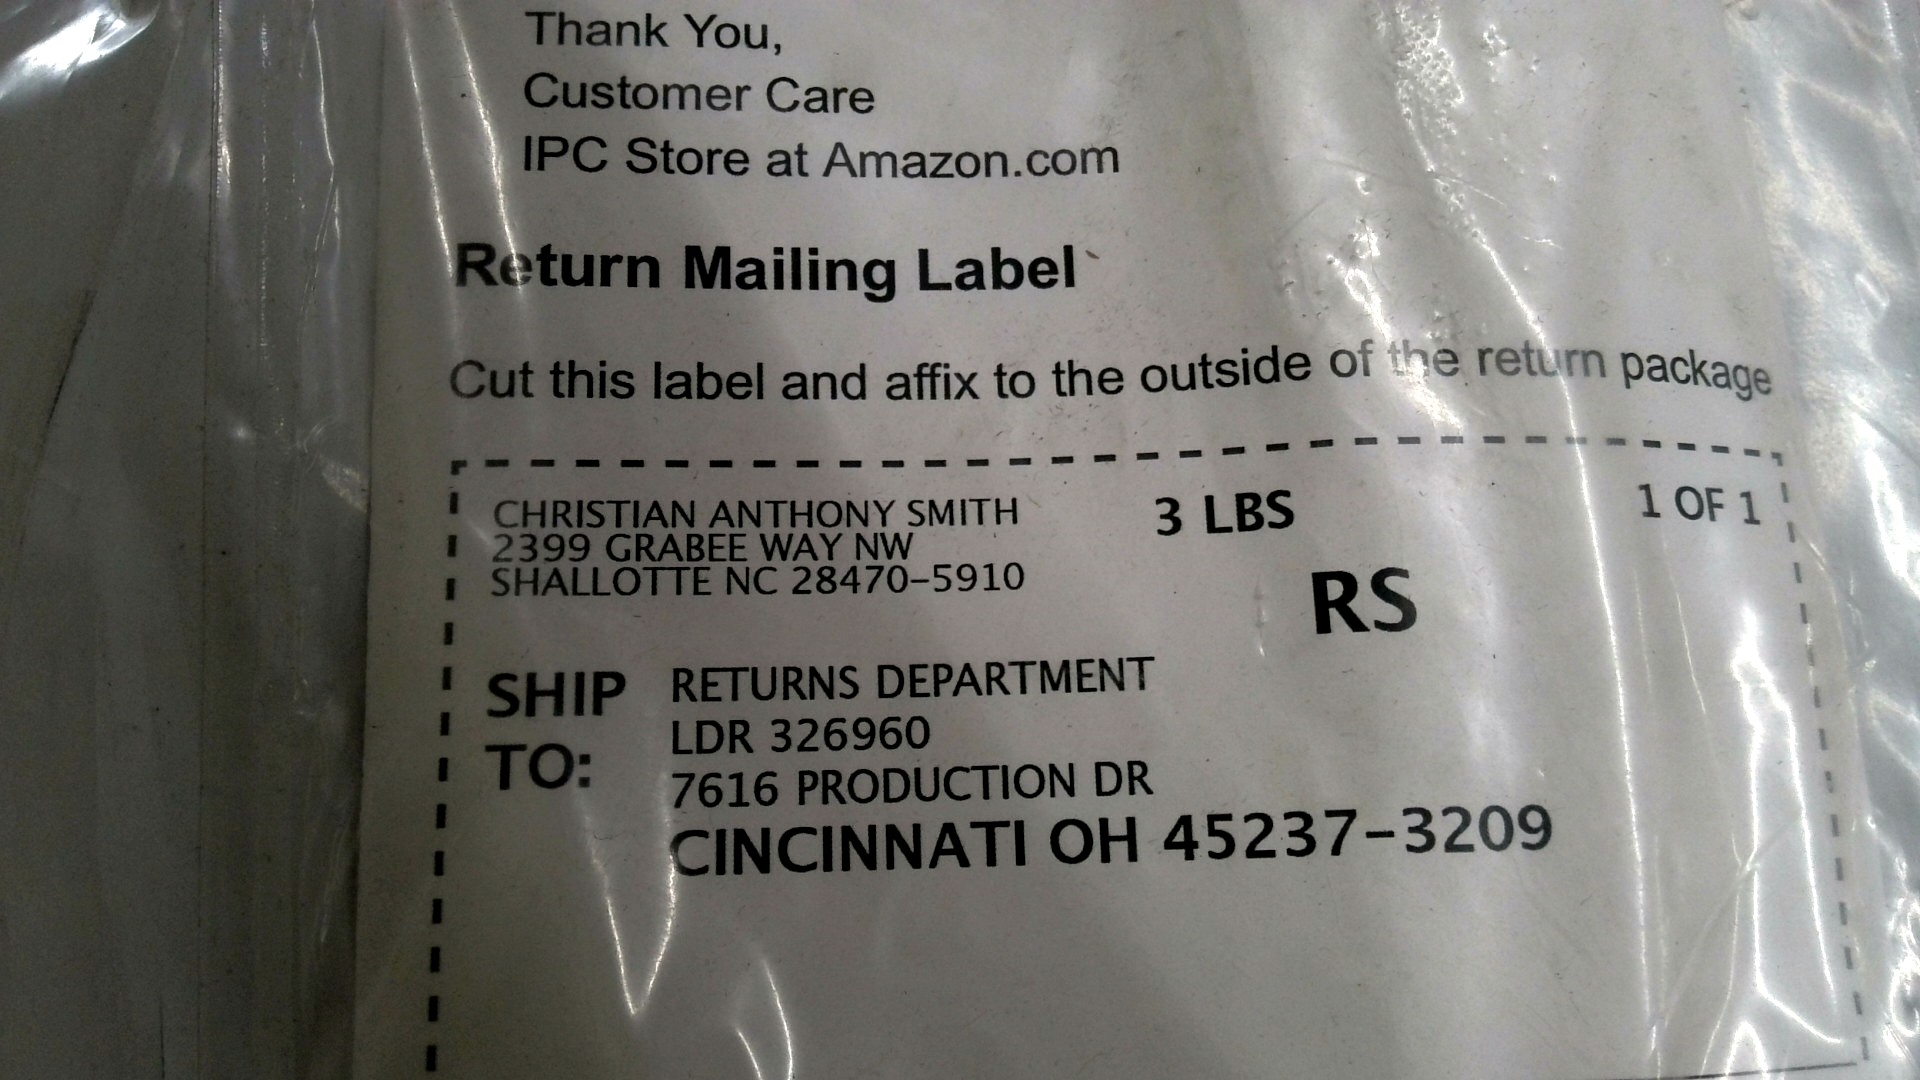 Thank You,
Customer Care
IPC Store at Amazon.com
Return Mailing Label
Cut this label and affix to the outside of the return package
CHRISTIAN ANTHONY SMITH
2399 GRABEE WAY NW
SHALLOTTE NC 28470-5910
3 LBS
1 OF 1
RS
SHIP TO:
RETURNS DEPARTMENT
LDR 326960
7616 PRODUCTION DR
CINCINNATI OH 45237-3209